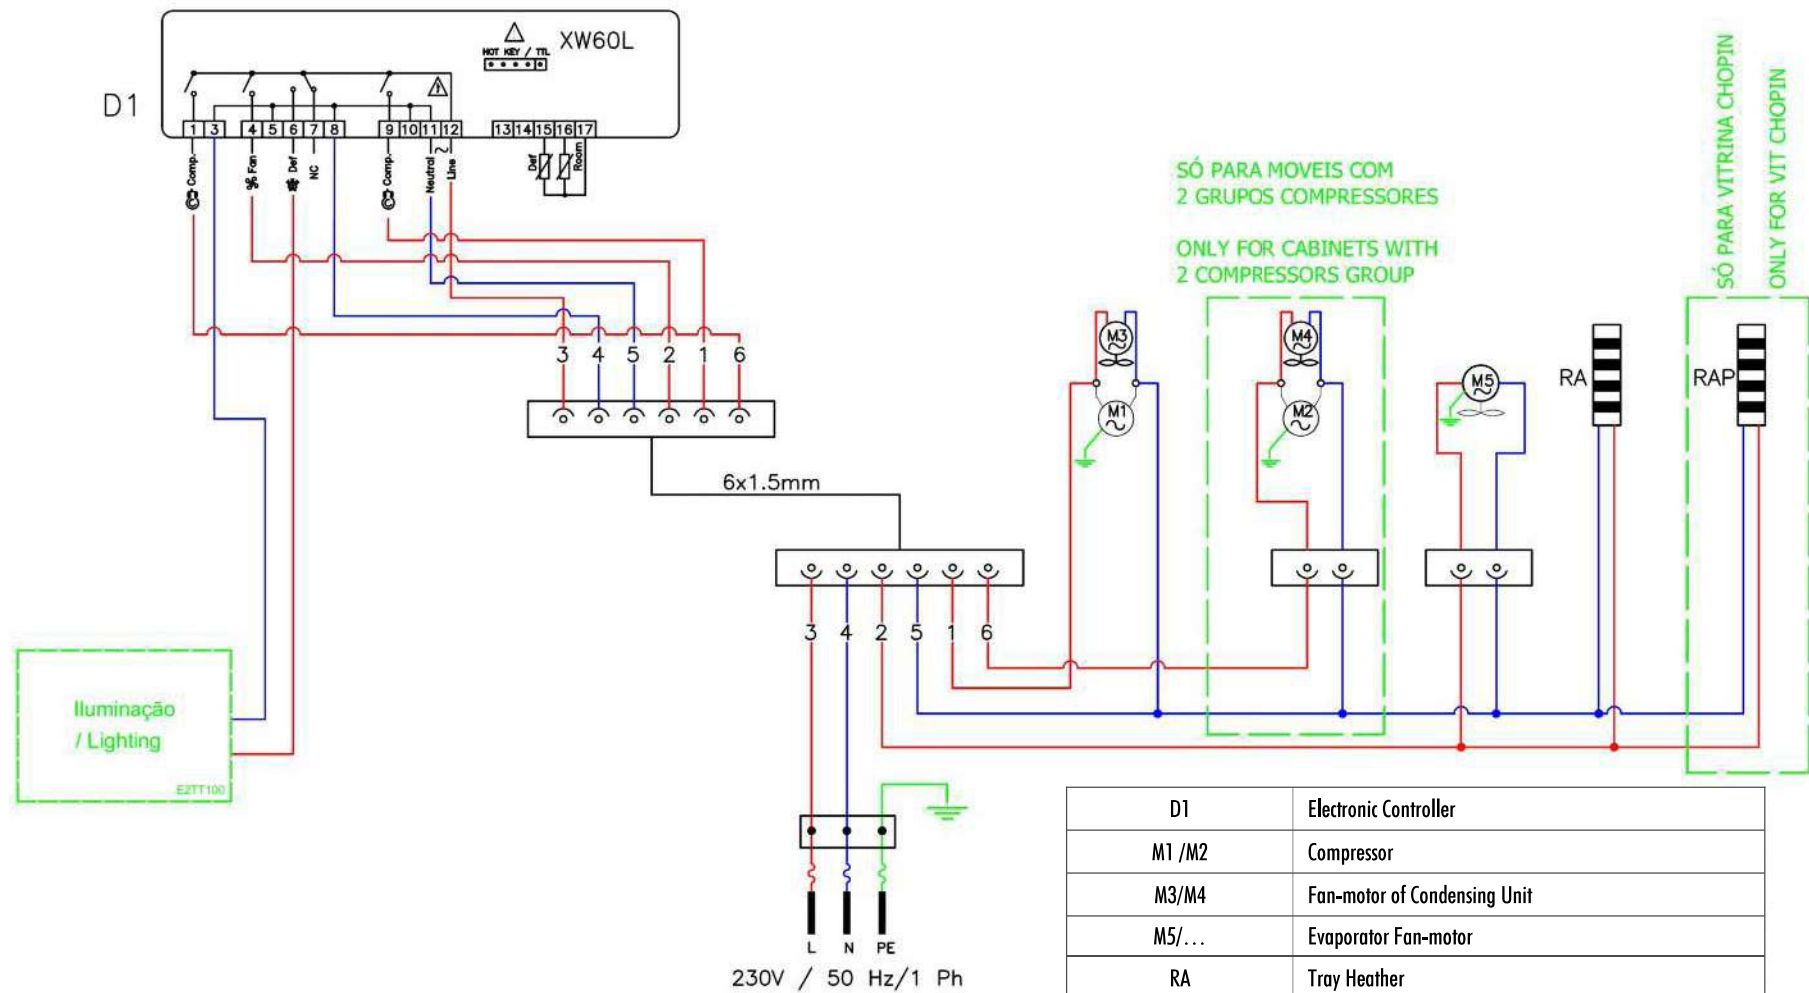 XW60L
HOT KEY / TTL
D1
1 3 4 5 6 7 8 9 10 11 12 13 14 15 16 17
Comp.
Fan
Def
NC
Comp.
Neutral
Line
Def
Room
3 4 5 2 1 6
6x1.5mm
3 4 2 5 1 6
SÓ PARA MOVEIS COM
2 GRUPOS COMPRESSORES
ONLY FOR CABINETS WITH
2 COMPRESSORS GROUP
SÓ PARA VITRINA CHOPIN
ONLY FOR VIT CHOPIN
M3
M1
M4
M2
M5
RA
RAP
Iluminação
/ Lighting
E2TT100
L N PE
230V / 50 Hz/1 Ph
D1 Electronic Controller
M1 /M2 Compressor
M3/M4 Fan-motor of Condensing Unit
M5/... Evaporator Fan-motor
RA Tray Heather